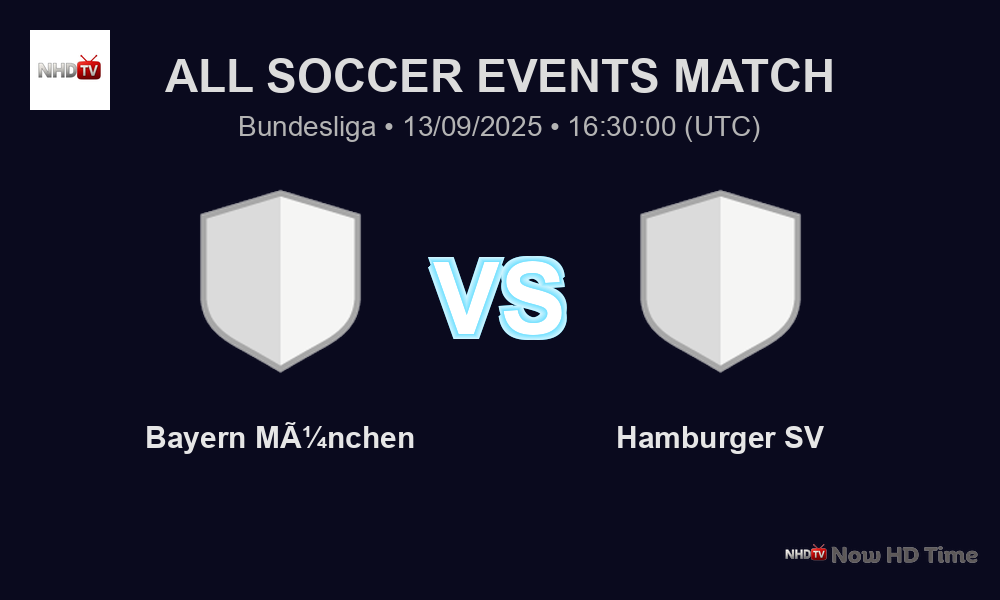 NHDTV
ALL SOCCER EVENTS MATCH
Bundesliga • 13/09/2025 • 16:30:00 (UTC)
VS
Bayern MÃ¼nchen
Hamburger SV
NHDTV Now HD Time